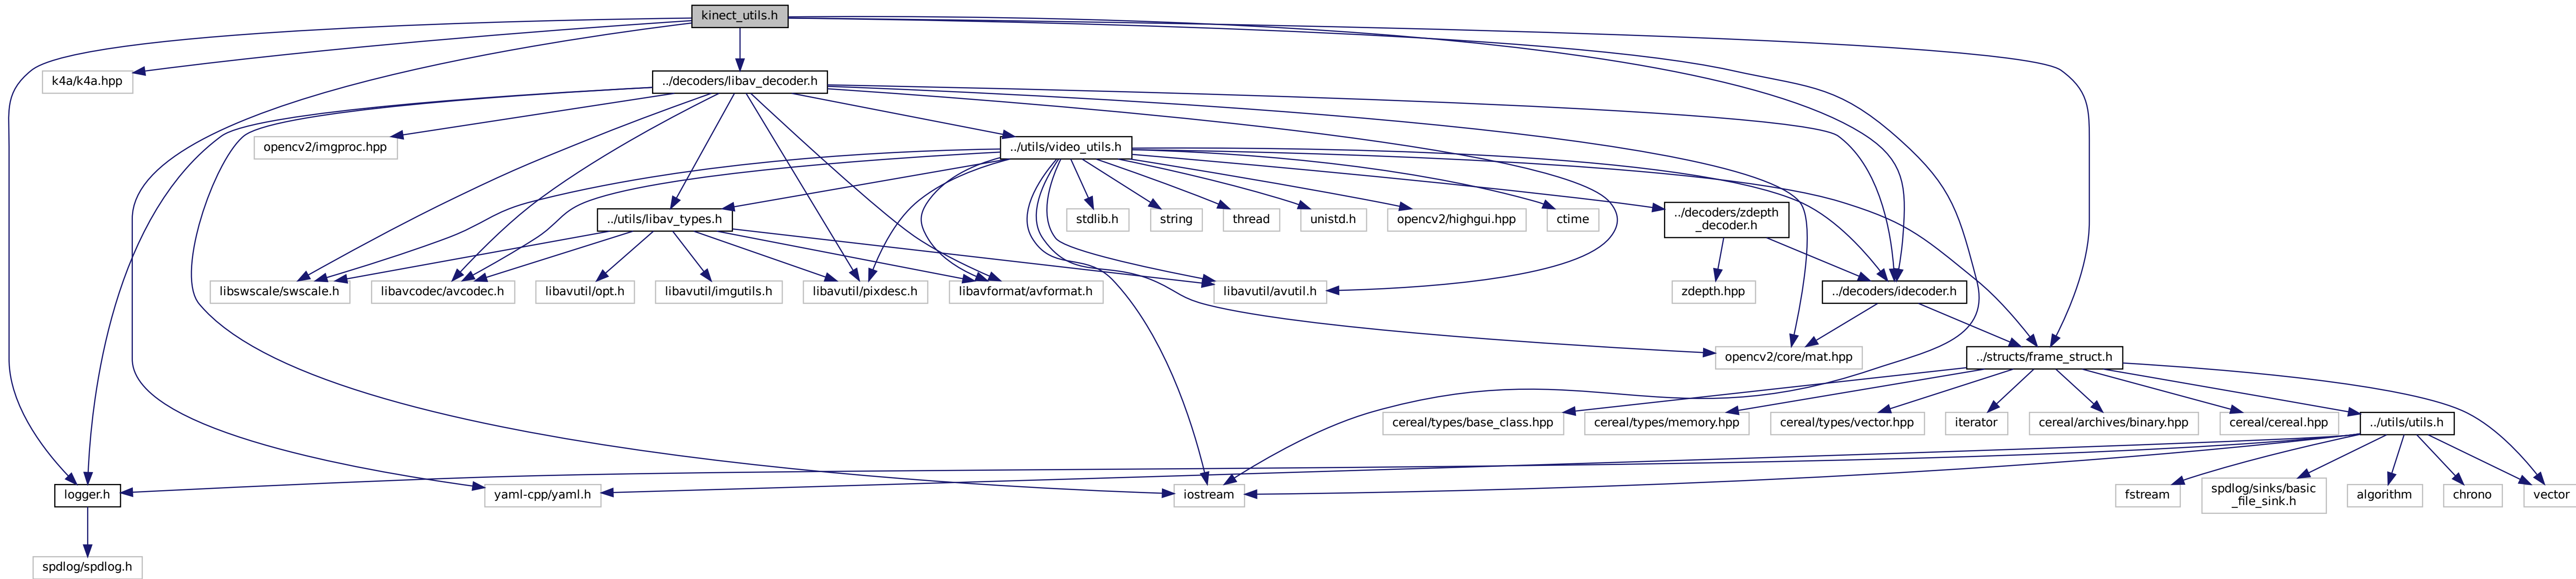 kinect_utils.h
k4a/k4a.hpp
../decoders/libav_decoder.h
opencv2/imgproc.hpp
../utils/video_utils.h
../utils/libav_types.h
stdlib.h
string
thread
unistd.h
opencv2/highgui.hpp
ctime
../decoders/zdepth
_decoder.h
libswscale/swscale.h
libavcodec/avcodec.h
libavutil/opt.h
libavutil/imgutils.h
libavutil/pixdesc.h
libavformat/avformat.h
libavutil/avutil.h
zdepth.hpp
../decoders/idecoder.h
opencv2/core/mat.hpp
../structs/frame_struct.h
cereal/types/base_class.hpp
cereal/types/memory.hpp
cereal/types/vector.hpp
iterator
cereal/archives/binary.hpp
cereal/cereal.hpp
../utils/utils.h
logger.h
yaml-cpp/yaml.h
iostream
fstream
spdlog/sinks/basic
_file_sink.h
algorithm
chrono
vector
spdlog/spdlog.h